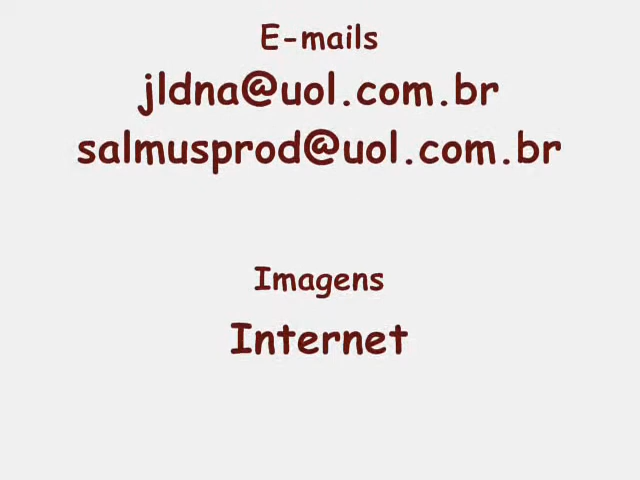 E-mails
jldna@uol.com.br
salmusprod@uol.com.br
Imagens
Internet